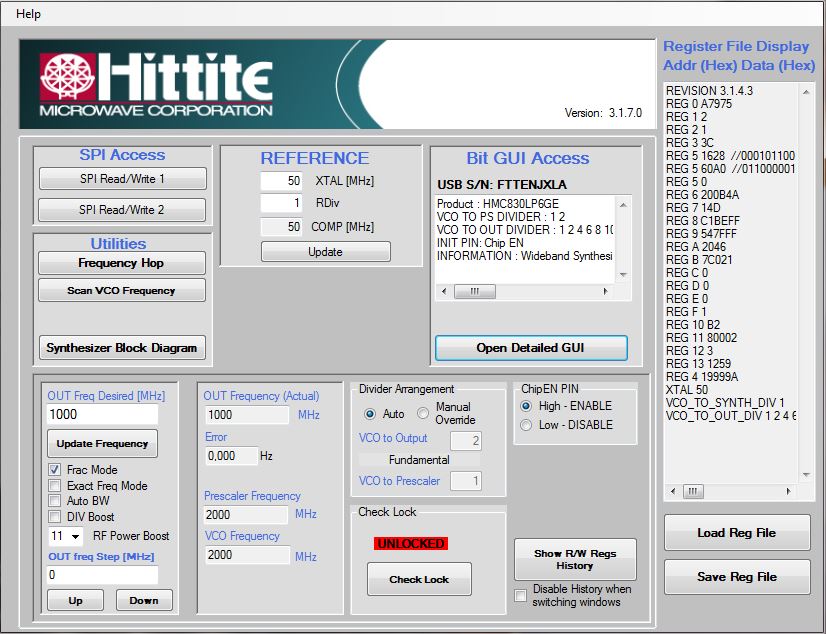 Help
Hittite
MICROWAVE CORPORATION
Version: 3.1.7.0
SPI Access
SPI Read/Write 1
SPI Read/Write 2
Utilities
Frequency Hop
Scan VCO Frequency
Synthesizer Block Diagram
REFERENCE
50 XTAL [MHz]
1 RDiv
50 COMP [MHz]
Update
Bit GUI Access
USB S/N: FTTENJXLA
Product : HMC830LP6GE
VCO TO PS DIVIDER : 1 2
VCO TO OUT DIVIDER : 1 2 4 6 8 10
INIT PIN: Chip EN
INFORMATION : Wideband Synthesi
Open Detailed GUI
OUT Freq Desired [MHz]
1000
Update Frequency
Frac Mode
Exact Freq Mode
Auto BW
DIV Boost
11 RF Power Boost
OUT freq Step [MHz]
0
Up Down
OUT Frequency (Actual)
1000 MHz
Error
0,000 Hz
Prescaler Frequency
2000 MHz
VCO Frequency
2000 MHz
Divider Arrangement
Auto Manual
Override
VCO to Output 2
Fundamental
VCO to Prescaler 1
Check Lock
UNLOCKED
Check Lock
ChipEN PIN
High - ENABLE
Low - DISABLE
Show R/W Regs
History
Disable History when
switching windows
Register File Display
Addr (Hex) Data (Hex)
REVISION 3.1.4.3
REG 0 A7975
REG 1 2
REG 2 1
REG 3 3C
REG 5 1628 //000101100
REG 5 60A0 //011000001
REG 5 0
REG 6 200B4A
REG 7 14D
REG 8 C1BEFF
REG 9 547FFF
REG A 2046
REG B 7C021
REG C 0
REG D 0
REG E 0
REG F 1
REG 10 B2
REG 11 80002
REG 12 3
REG 13 1259
REG 4 19999A
XTAL 50
VCO_TO_SYNTH_DIV 1
VCO_TO_OUT_DIV 1 2 4 6
Load Reg File
Save Reg File